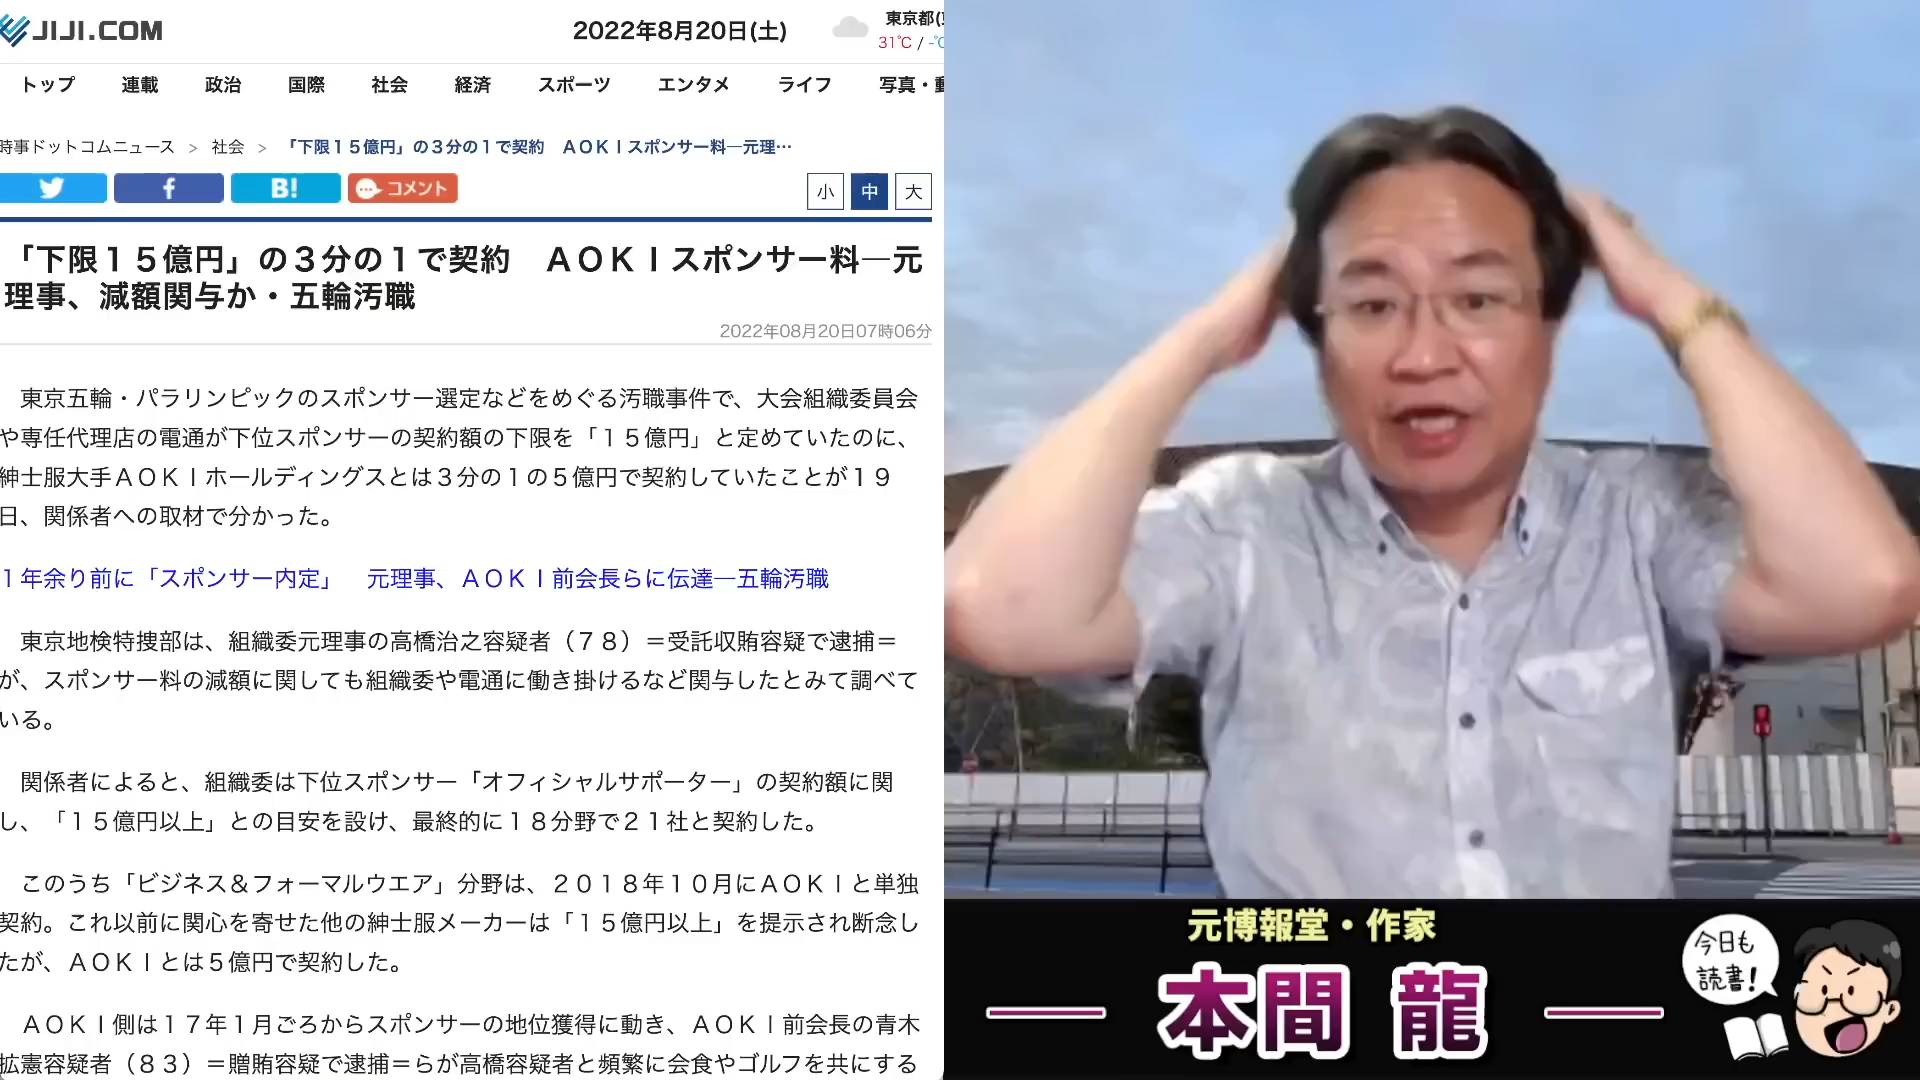 JIJI.COM
2022年8月20日(土)
東京都(
31℃ / -℃
トップ 連載 政治 国際 社会 経済 スポーツ エンタメ ライフ 写真・動
時事ドットコムニュース > 社会 > 「下限１５億円」の３分の１で契約　ＡＯＫＩスポンサー料―元理…
B! コメント
小 中 大
「下限１５億円」の３分の１で契約　ＡＯＫＩスポンサー料―元
理事、減額関与か・五輪汚職
2022年08月20日07時06分
東京五輪・パラリンピックのスポンサー選定などをめぐる汚職事件で、大会組織委員会
や専任代理店の電通が下位スポンサーの契約額の下限を「１５億円」と定めていたのに、
紳士服大手ＡＯＫＩホールディングスとは３分の１の５億円で契約していたことが１９
日、関係者への取材で分かった。
１年余り前に「スポンサー内定」　元理事、ＡＯＫＩ前会長らに伝達―五輪汚職
東京地検特捜部は、組織委元理事の高橋治之容疑者（７８）＝受託収賄容疑で逮捕＝
が、スポンサー料の減額に関しても組織委や電通に働き掛けるなど関与したとみて調べて
いる。
関係者によると、組織委は下位スポンサー「オフィシャルサポーター」の契約額に関
し、「１５億円以上」との目安を設け、最終的に１８分野で２１社と契約した。
このうち「ビジネス＆フォーマルウエア」分野は、２０１８年１０月にＡＯＫＩと単独
契約。これ以前に関心を寄せた他の紳士服メーカーは「１５億円以上」を提示され断念し
たが、ＡＯＫＩとは５億円で契約した。
ＡＯＫＩ側は１７年１月ごろからスポンサーの地位獲得に動き、ＡＯＫＩ前会長の青木
拡憲容疑者（８３）＝贈賄容疑で逮捕＝らが高橋容疑者と頻繁に会食やゴルフを共にする
元博報堂・作家
本間 龍
今日も
読書!